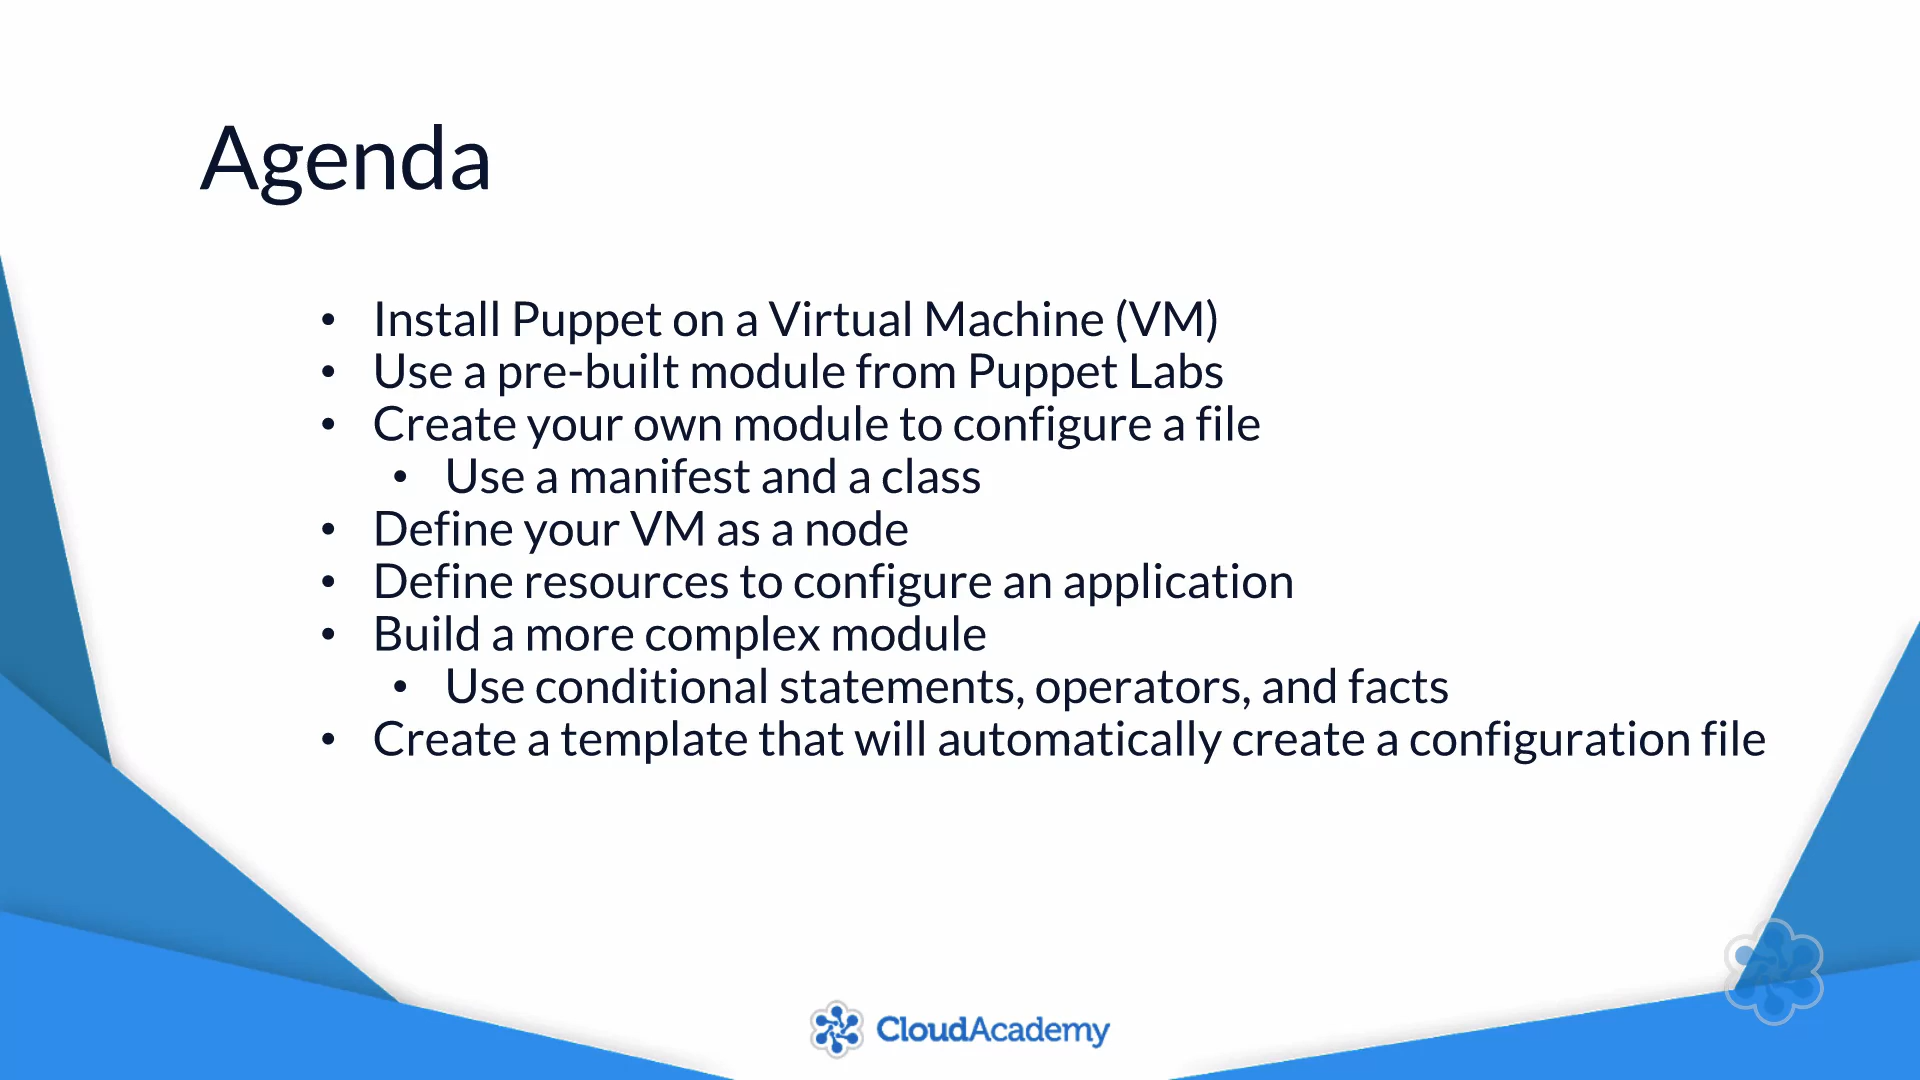 Agenda
• Install Puppet on a Virtual Machine (VM)
• Use a pre-built module from Puppet Labs
• Create your own module to configure a file
• Use a manifest and a class
• Define your VM as a node
• Define resources to configure an application
• Build a more complex module
• Use conditional statements, operators, and facts
• Create a template that will automatically create a configuration file
CloudAcademy